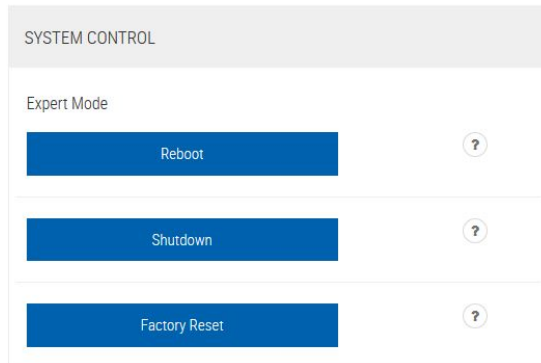 SYSTEM CONTROL
Expert Mode
Reboot ?
Shutdown ?
Factory Reset ?